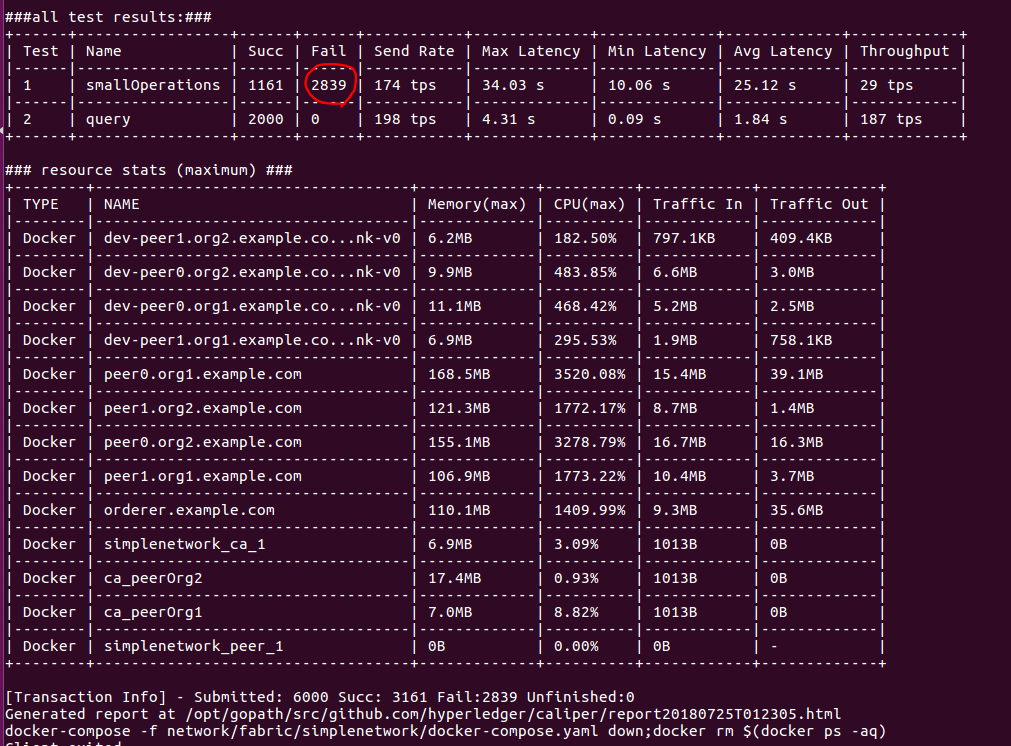 ###all test results:###
| Test | Name | Succ | Fail | Send Rate | Max Latency | Min Latency | Avg Latency | Throughput |
| 1 | smallOperations | 1161 | 2839 | 174 tps | 34.03 s | 10.06 s | 25.12 s | 29 tps |
| 2 | query | 2000 | 0 | 198 tps | 4.31 s | 0.09 s | 1.84 s | 187 tps |
### resource stats (maximum) ###
| TYPE | NAME | Memory(max) | CPU(max) | Traffic In | Traffic Out |
| Docker | dev-peer1.org2.example.co...nk-v0 | 6.2MB | 182.50% | 797.1KB | 409.4KB |
| Docker | dev-peer0.org2.example.co...nk-v0 | 9.9MB | 483.85% | 6.6MB | 3.0MB |
| Docker | dev-peer0.org1.example.co...nk-v0 | 11.1MB | 468.42% | 5.2MB | 2.5MB |
| Docker | dev-peer1.org1.example.co...nk-v0 | 6.9MB | 295.53% | 1.9MB | 758.1KB |
| Docker | peer0.org1.example.com | 168.5MB | 3520.08% | 15.4MB | 39.1MB |
| Docker | peer1.org2.example.com | 121.3MB | 1772.17% | 8.7MB | 1.4MB |
| Docker | peer0.org2.example.com | 155.1MB | 3278.79% | 16.7MB | 16.3MB |
| Docker | peer1.org1.example.com | 106.9MB | 1773.22% | 10.4MB | 3.7MB |
| Docker | orderer.example.com | 110.1MB | 1409.99% | 9.3MB | 35.6MB |
| Docker | simplenetwork_ca_1 | 6.9MB | 3.09% | 1013B | 0B |
| Docker | ca_peerOrg2 | 17.4MB | 0.93% | 1013B | 0B |
| Docker | ca_peerOrg1 | 7.0MB | 8.82% | 1013B | 0B |
| Docker | simplenetwork_peer_1 | 0B | 0.00% | 0B | - |
[Transaction Info] - Submitted: 6000 Succ: 3161 Fail:2839 Unfinished:0
Generated report at /opt/gopath/src/github.com/hyperledger/caliper/report20180725T012305.html
docker-compose -f network/fabric/simplenetwork/docker-compose.yaml down;docker rm $(docker ps -aq)
Client exited